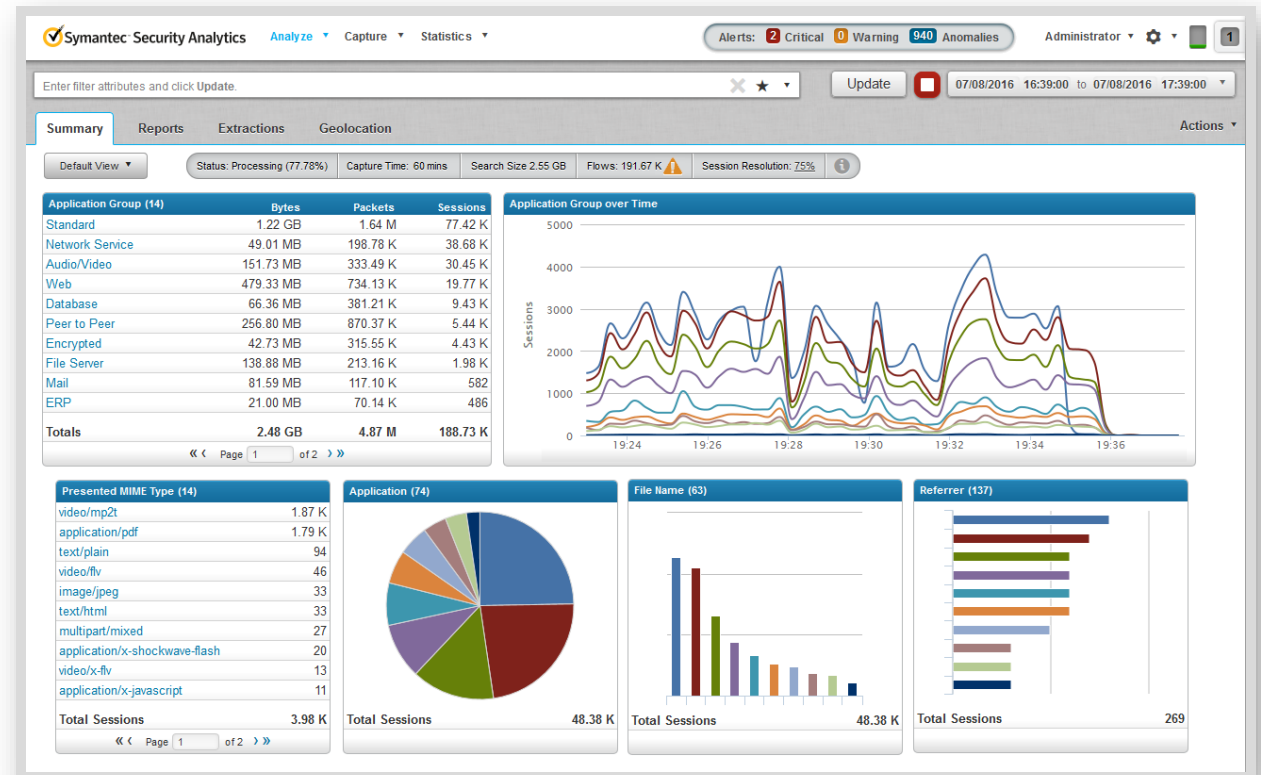 Symantec™ Security Analytics Analyze ▼ Capture ▼ Statistics ▼ Alerts: 2 Critical 0 Warning 940 Anomalies Administrator ▼ 1
Enter filter attributes and click Update. Update 07/08/2016 16:39:00 to 07/08/2016 17:39:00
Summary Reports Extractions Geolocation Actions
Default View Status: Processing (77.78%) Capture Time: 60 mins Search Size 2.55 GB Flows: 191.67 K Session Resolution: 75%
Application Group (14) Bytes Packets Sessions
Standard 1.22 GB 1.64 M 77.42 K
Network Service 49.01 MB 198.78 K 38.68 K
Audio/Video 151.73 MB 333.49 K 30.45 K
Web 479.33 MB 734.13 K 19.77 K
Database 66.36 MB 381.21 K 9.43 K
Peer to Peer 256.80 MB 870.37 K 5.44 K
Encrypted 42.73 MB 315.55 K 4.43 K
File Server 138.88 MB 213.16 K 1.98 K
Mail 81.59 MB 117.10 K 582
ERP 21.00 MB 70.14 K 486
Totals 2.48 GB 4.87 M 188.73 K
Page 1 of 2
Application Group over Time
5000
4000
3000
2000
1000
0
Sessions
19:24 19:26 19:28 19:30 19:32 19:34 19:36
Presented MIME Type (14)
video/mp2t 1.87 K
application/pdf 1.79 K
text/plain 94
video/flv 46
image/jpeg 33
text/html 33
multipart/mixed 27
application/x-shockwave-flash 20
video/x-flv 13
application/x-javascript 11
Total Sessions 3.98 K
Page 1 of 2
Application (74)
Total Sessions 48.38 K
File Name (63)
Total Sessions 48.38 K
Referrer (137)
Total Sessions 269